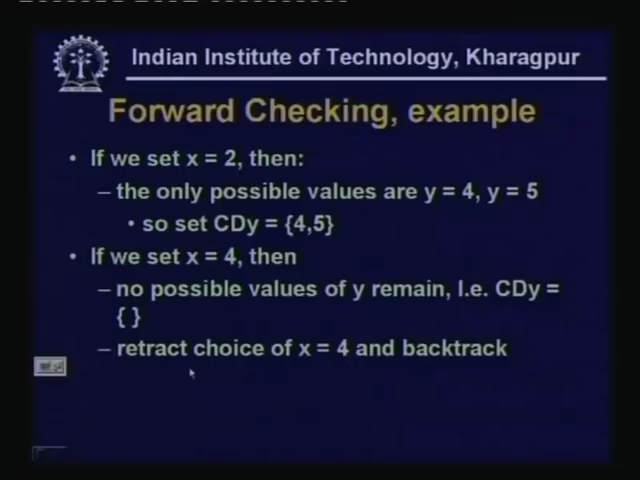 Indian Institute of Technology, Kharagpur
Forward Checking, example
• If we set x = 2, then:
– the only possible values are y = 4, y = 5
• so set CDy = {4,5}
• If we set x = 4, then
– no possible values of y remain, I.e. CDy =
{ }
– retract choice of x = 4 and backtrack